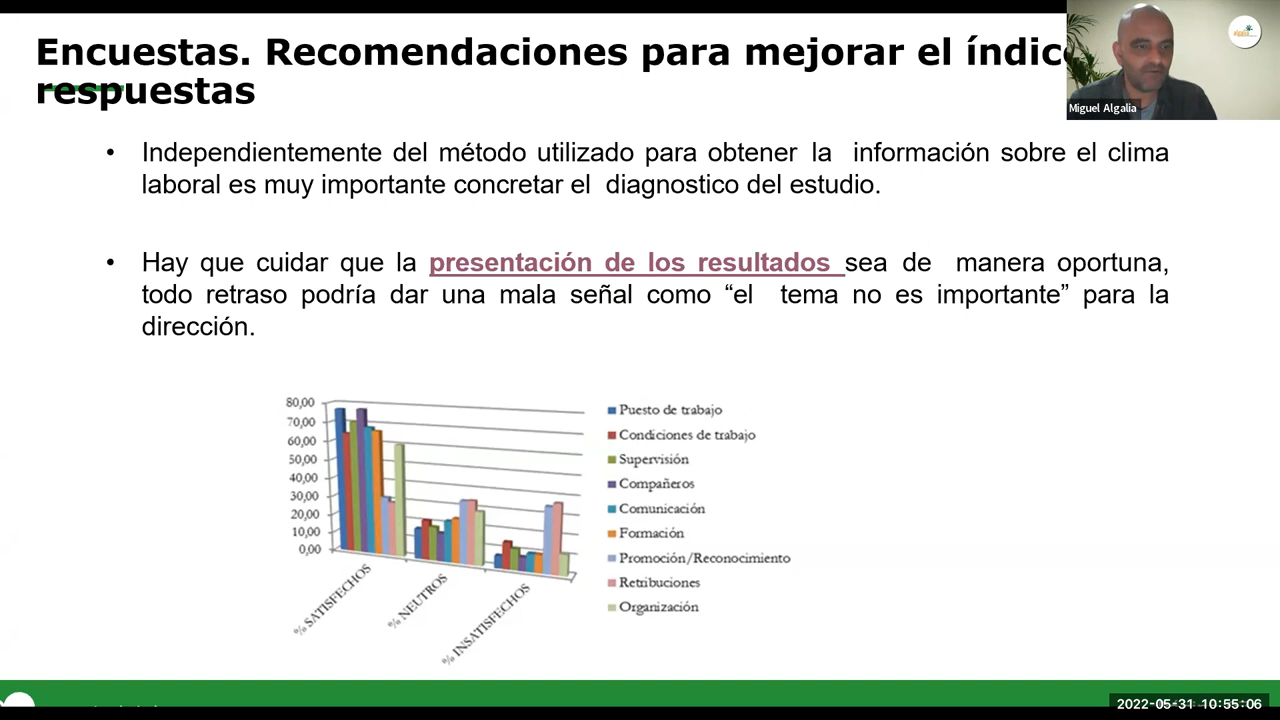 Encuestas. Recomendaciones para mejorar el índice
respuestas
Miguel Algalia
• Independientemente del método utilizado para obtener la información sobre el clima
laboral es muy importante concretar el diagnostico del estudio.
• Hay que cuidar que la presentación de los resultados sea de manera oportuna,
todo retraso podría dar una mala señal como “el tema no es importante” para la
dirección.
80,00
70,00
60,00
50,00
40,00
30,00
20,00
10,00
0,00
% SATISFECHOS
% NEUTROS
% INSATISFECHOS
Puesto de trabajo
Condiciones de trabajo
Supervisión
Compañeros
Comunicación
Formación
Promoción/Reconocimiento
Retribuciones
Organización
2022-05-31 10:55:06